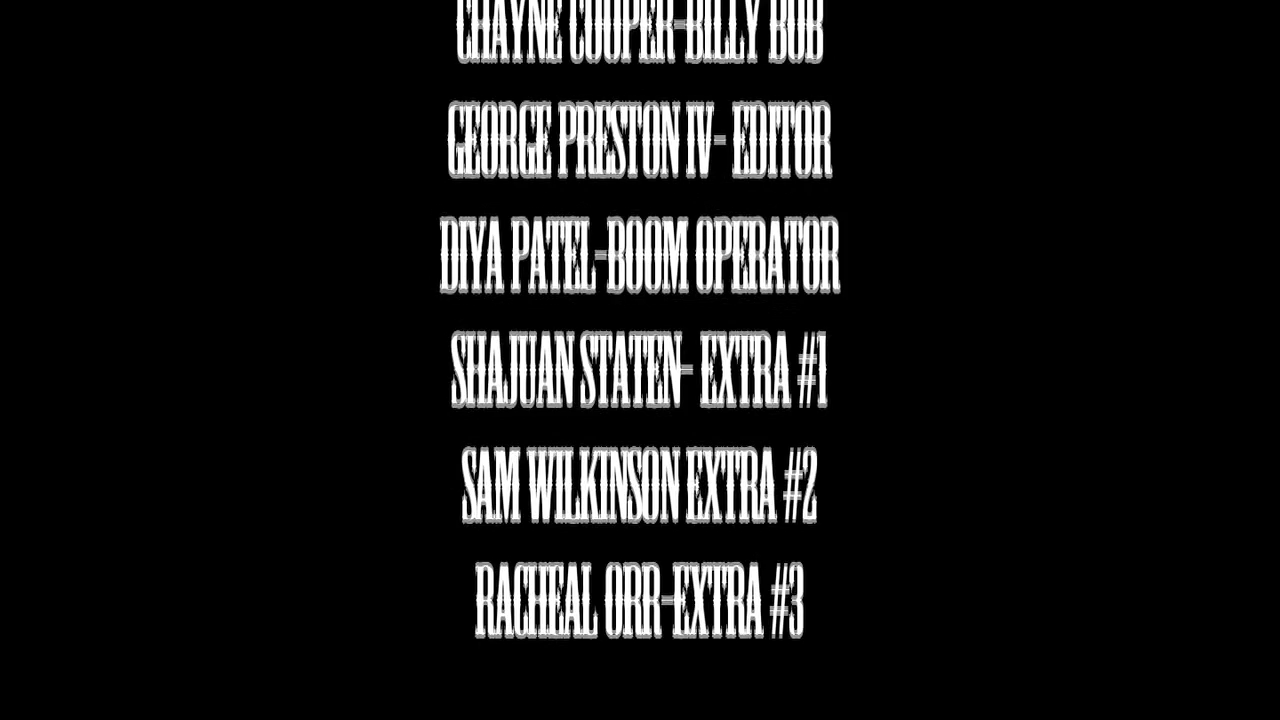 CHAYNE COOPER-BILLY BOB
GEORGE PRESTON IV- EDITOR
DIYA PATEL-BOOM OPERATOR
SHAJUAN STATEN- EXTRA #1
SAM WILKINSON EXTRA #2
RACHEAL ORR-EXTRA #3